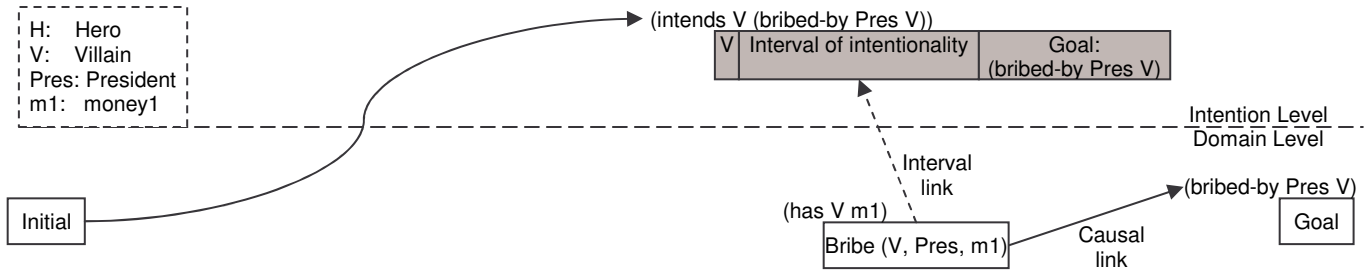 H: Hero
V: Villain
Pres: President
m1: money1
(intends V (bribed-by Pres V))
V
Interval of intentionality
Goal:
(bribed-by Pres V)
Intention Level
Domain Level
Interval
link
(bribed-by Pres V)
Initial
(has V m1)
Bribe (V, Pres, m1)
Causal
link
Goal